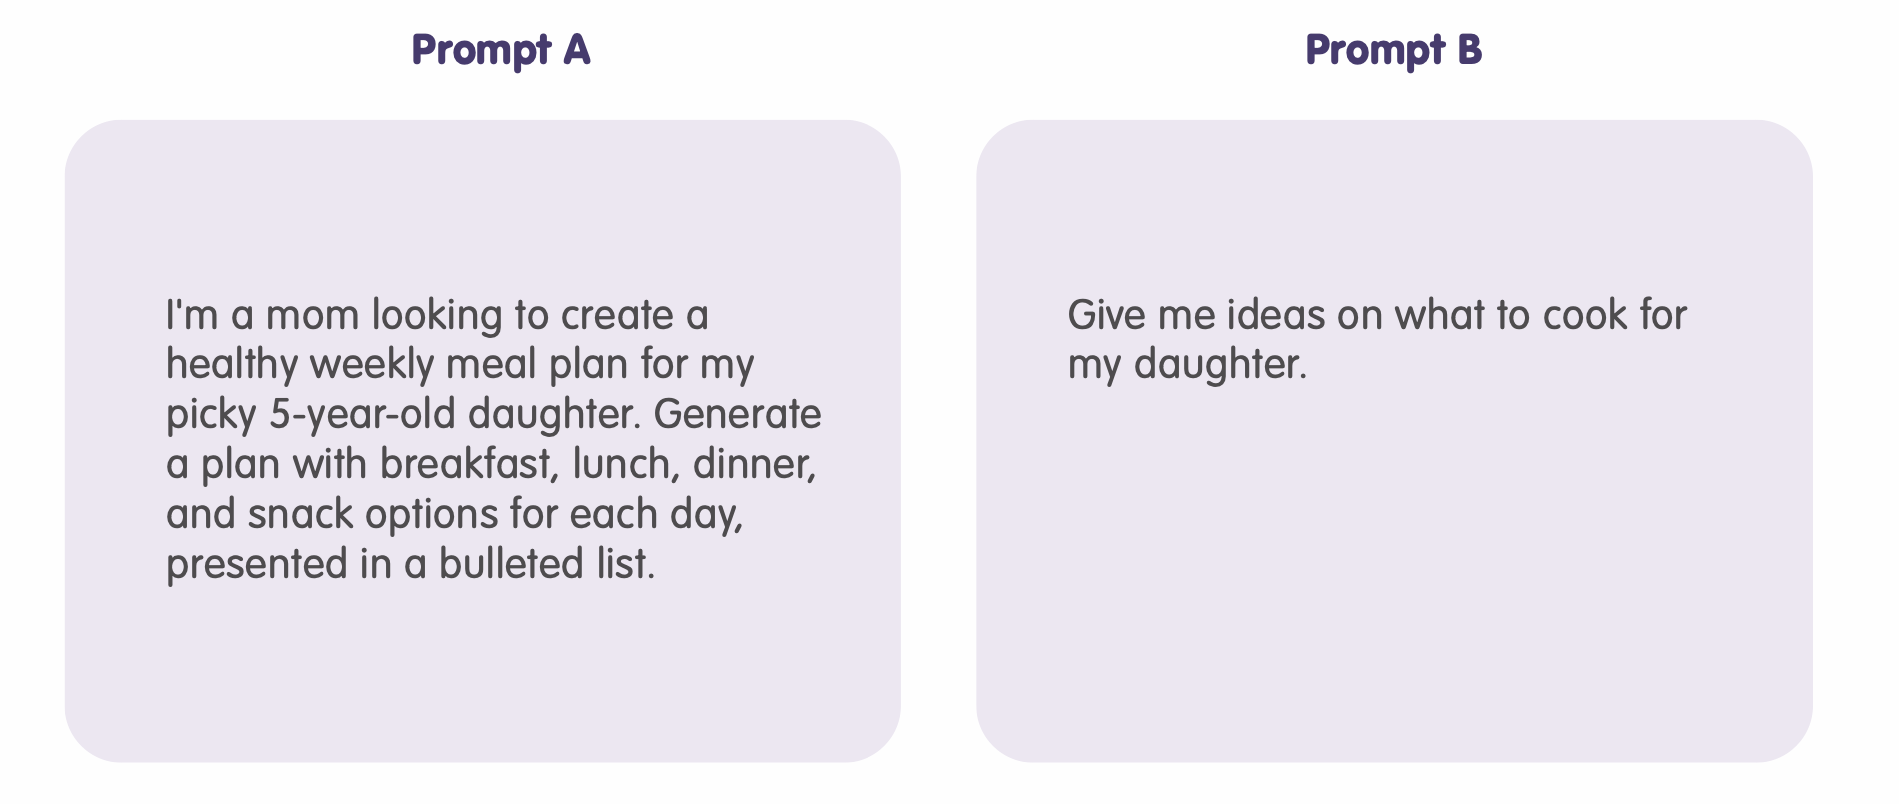 Prompt A
I'm a mom looking to create a
healthy weekly meal plan for my
picky 5-year-old daughter. Generate
a plan with breakfast, lunch, dinner,
and snack options for each day,
presented in a bulleted list.
Prompt B
Give me ideas on what to cook for
my daughter.